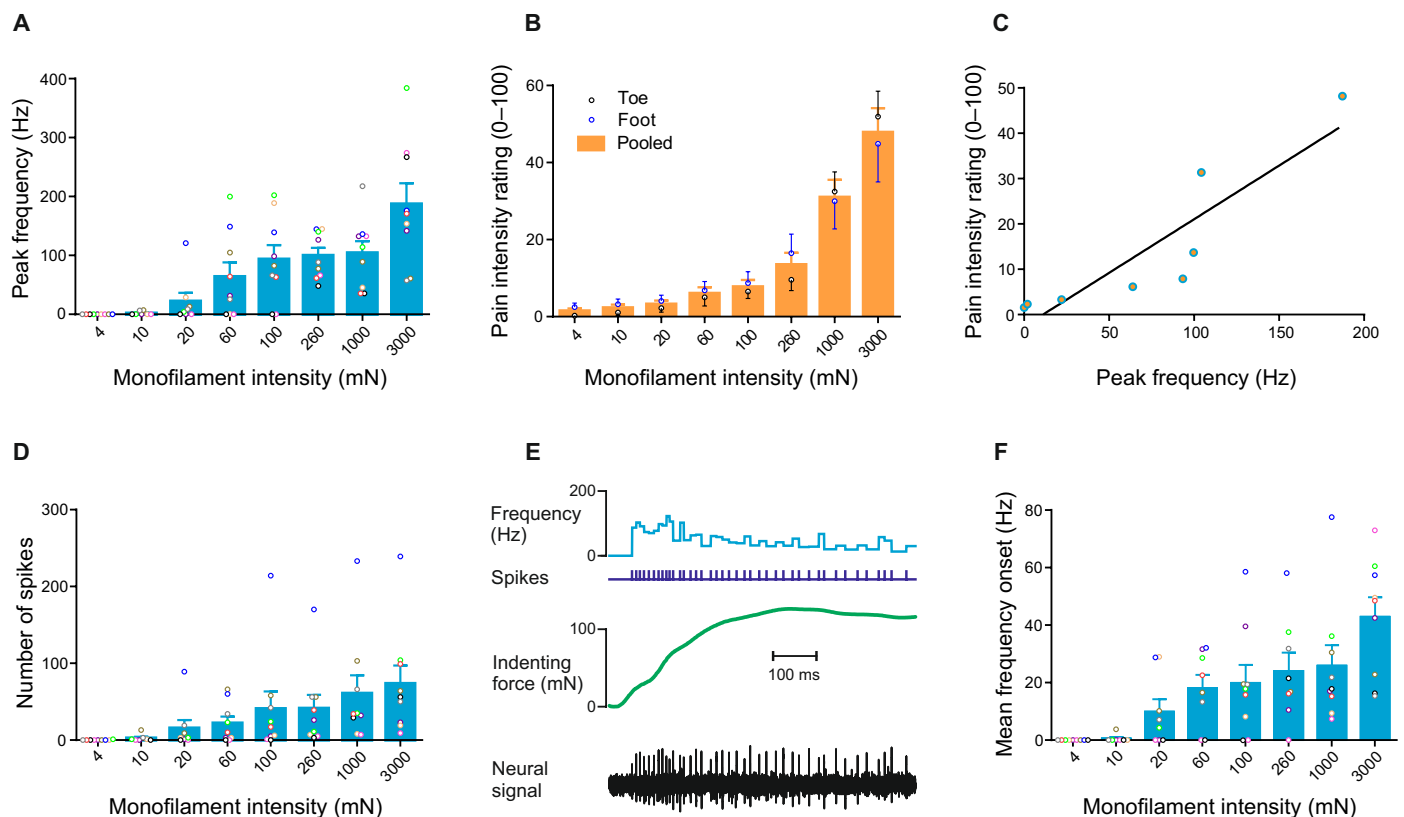 A
Peak frequency (Hz)
400
300
200
100
0
4
10
20
60
100
260
1000
3000
Monofilament intensity (mN)
B
Pain intensity rating (0–100)
60
40
20
0
Toe
Foot
Pooled
4
10
20
60
100
260
1000
3000
Monofilament intensity (mN)
C
Pain intensity rating (0–100)
50
40
30
20
10
0
50
100
150
200
Peak frequency (Hz)
D
Number of spikes
300
200
100
0
4
10
20
60
100
260
1000
3000
Monofilament intensity (mN)
E
Frequency
(Hz)
200
0
Spikes
Indenting
force (mN)
100
0
100 ms
Neural
signal
F
Mean frequency onset (Hz)
80
60
40
20
0
4
10
20
60
100
260
1000
3000
Monofilament intensity (mN)